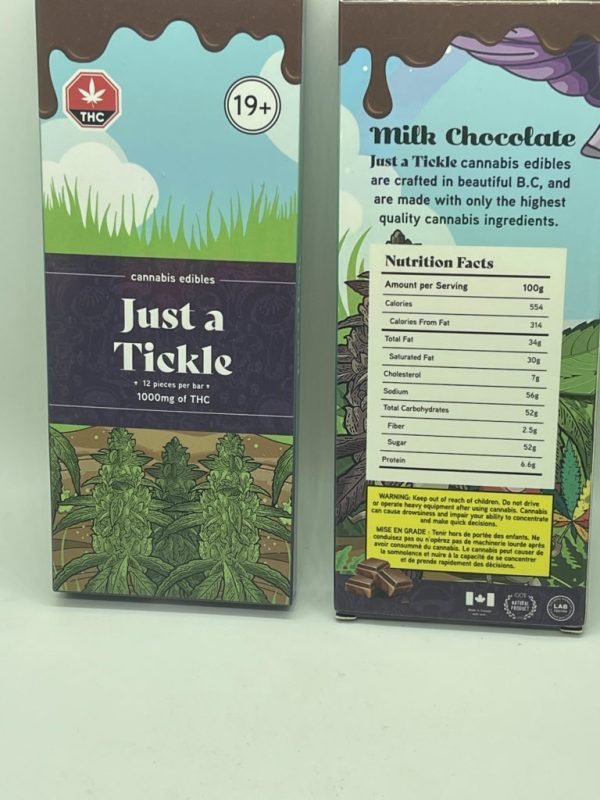 THC
19+
cannabis edibles
Just a
Tickle
12 pieces per bar
1000mg of THC
Milk Chocolate
Just a Tickle cannabis edibles
are crafted in beautiful B.C, and
are made with only the highest
quality cannabis ingredients.
Nutrition Facts
Amount per Serving 100g
Calories 554
Calories From Fat 314
Total Fat 34g
Saturated Fat 30g
Cholesterol 7g
Sodium 56g
Total Carbohydrates 52g
Fiber 2.5g
Sugar 52g
Protein 6.6g
WARNING: Keep out of reach of children. Do not drive
or operate heavy equipment after using cannabis. Cannabis
can cause drowsiness and impair your ability to concentrate
and make quick decisions.
MISE EN GRADE : Tenir hors de portée des enfants. Ne
conduisez pas ou n'opérez pas de machinerie lourde après
avoir consummé du cannabis. Le cannabis peut causer de
la somnolence et nuire à la capacité de se concentrer
et de prende rapidement des décisions.
100%
NATURAL
PRODUCT
LAB